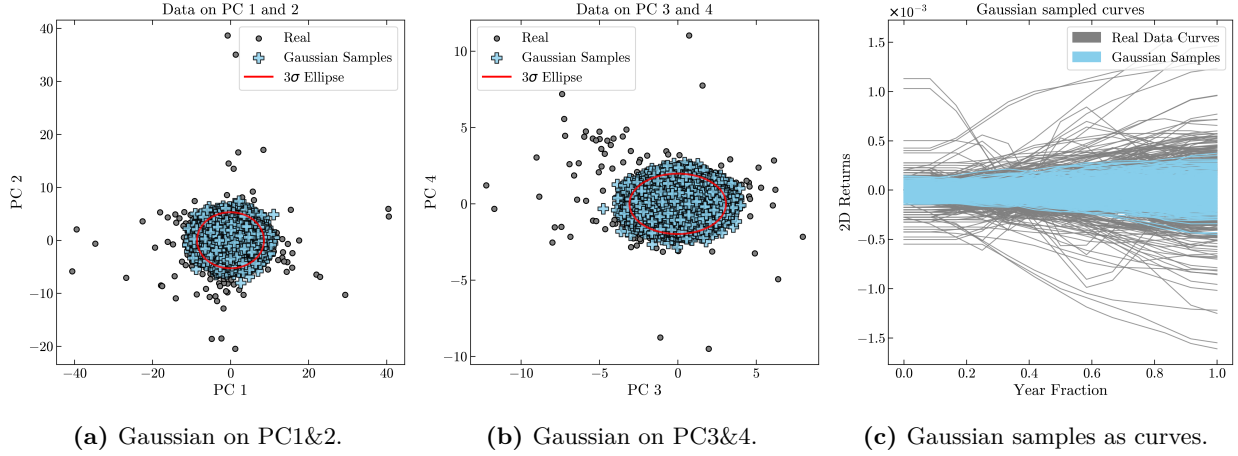 Data on PC 1 and 2
Real
Gaussian Samples
3σ Ellipse
40
30
20
10
0
−10
−20
PC 2
−40
−20
0
20
40
PC 1
(a) Gaussian on PC1&2.
Data on PC 3 and 4
Real
Gaussian Samples
3σ Ellipse
10
5
0
−5
−10
PC 4
−10
−5
0
5
PC 3
(b) Gaussian on PC3&4.
×10⁻³
Gaussian sampled curves
Real Data Curves
Gaussian Samples
1.5
1.0
0.5
0.0
−0.5
−1.0
−1.5
2D Returns
0.0
0.2
0.4
0.6
0.8
1.0
Year Fraction
(c) Gaussian samples as curves.